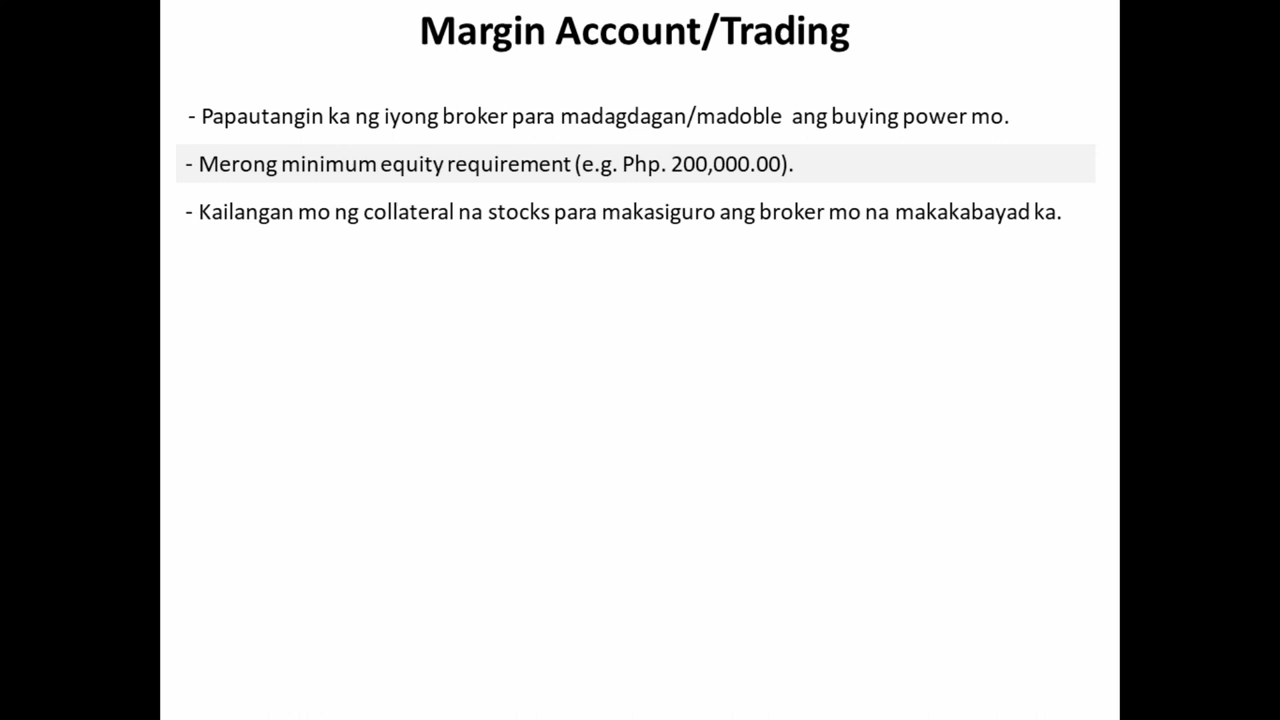 Margin Account/Trading
- Papautangin ka ng iyong broker para madagdagan/madoble ang buying power mo.
- Merong minimum equity requirement (e.g. Php. 200,000.00).
- Kailangan mo ng collateral na stocks para makasiguro ang broker mo na makakabayad ka.